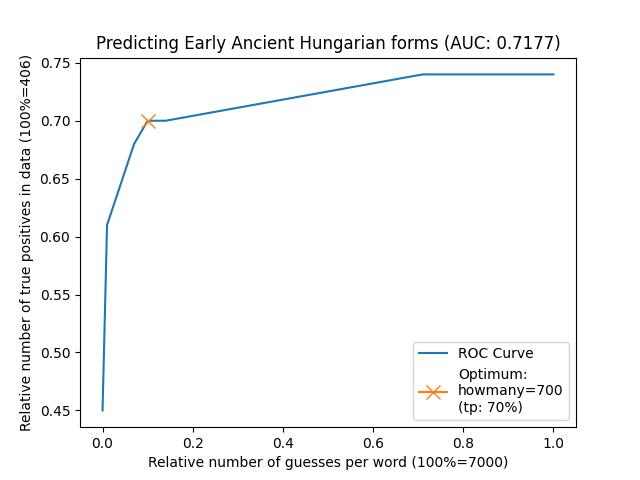 Predicting Early Ancient Hungarian forms (AUC: 0.7177)
Relative number of true positives in data (100%=406)
0.75
0.70
0.65
0.60
0.55
0.50
0.45
ROC Curve
Optimum:
howmany=700
(tp: 70%)
0.0
0.2
0.4
0.6
0.8
1.0
Relative number of guesses per word (100%=7000)